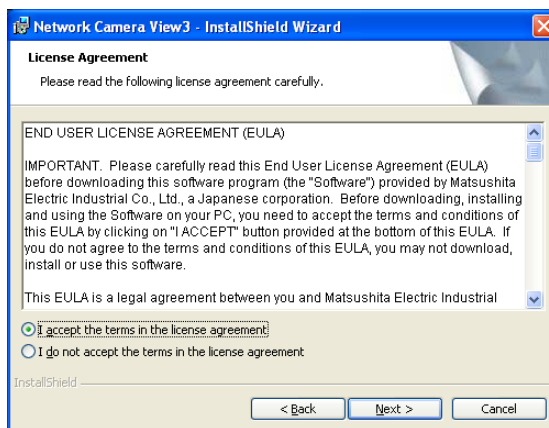 Network Camera View3 - InstallShield Wizard
License Agreement
Please read the following license agreement carefully.
END USER LICENSE AGREEMENT (EULA)
IMPORTANT.  Please carefully read this End User License Agreement (EULA)
before downloading this software program (the "Software") provided by Matsushita
Electric Industrial Co., Ltd., a Japanese corporation.  Before downloading, installing
and using the Software on your PC, you need to accept the terms and conditions of
this EULA by clicking on "I ACCEPT" button provided at the bottom of this EULA.  If
you do not agree to the terms and conditions of this EULA, you may not download,
install or use this software.
This EULA is a legal agreement between you and Matsushita Electric Industrial
I accept the terms in the license agreement
I do not accept the terms in the license agreement
InstallShield
< Back
Next >
Cancel